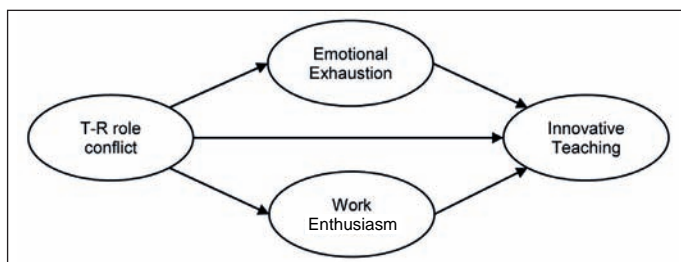 Emotional
Exhaustion
T-R role
conflict
Innovative
Teaching
Work
Enthusiasm